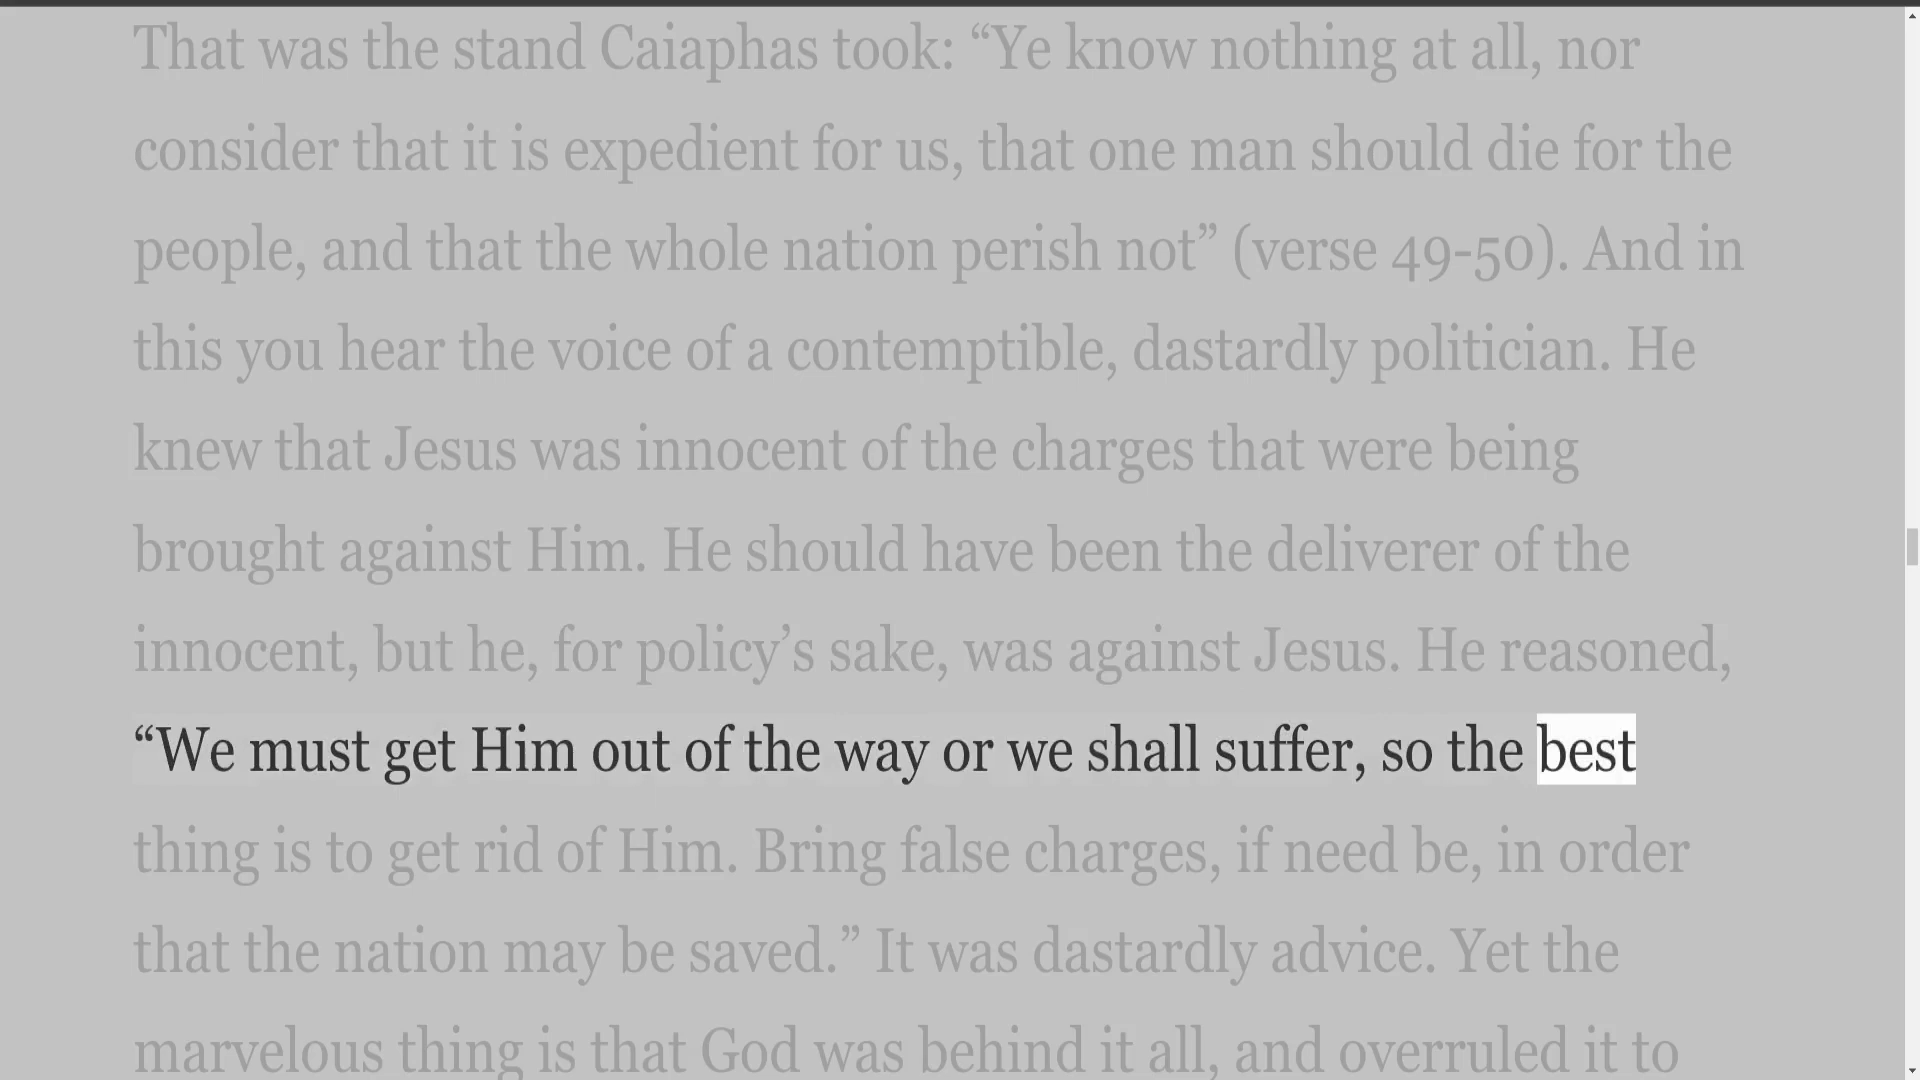 That was the stand Caiaphas took: “Ye know nothing at all, nor
consider that it is expedient for us, that one man should die for the
people, and that the whole nation perish not” (verse 49-50). And in
this you hear the voice of a contemptible, dastardly politician. He
knew that Jesus was innocent of the charges that were being
brought against Him. He should have been the deliverer of the
innocent, but he, for policy’s sake, was against Jesus. He reasoned,
“We must get Him out of the way or we shall suffer, so the best
thing is to get rid of Him. Bring false charges, if need be, in order
that the nation may be saved.” It was dastardly advice. Yet the
marvelous thing is that God was behind it all, and overruled it to